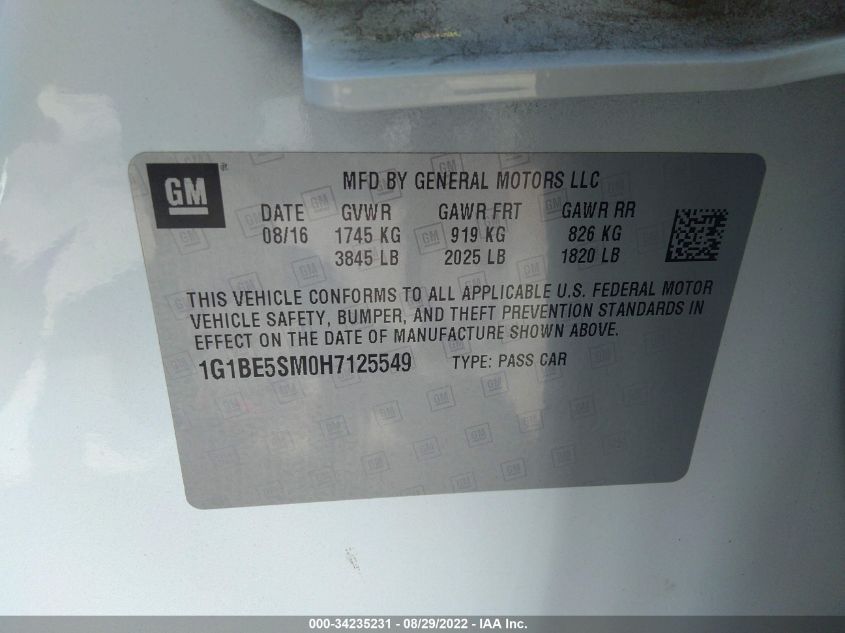 GM
MFD BY GENERAL MOTORS LLC
DATE GVWR GAWR FRT GAWR RR
08/16 1745 KG 919 KG 826 KG
3845 LB 2025 LB 1820 LB
THIS VEHICLE CONFORMS TO ALL APPLICABLE U.S. FEDERAL MOTOR
VEHICLE SAFETY, BUMPER, AND THEFT PREVENTION STANDARDS IN
EFFECT ON THE DATE OF MANUFACTURE SHOWN ABOVE.
1G1BE5SM0H7125549 TYPE: PASS CAR
000-34235231 - 08/29/2022 - IAA Inc.